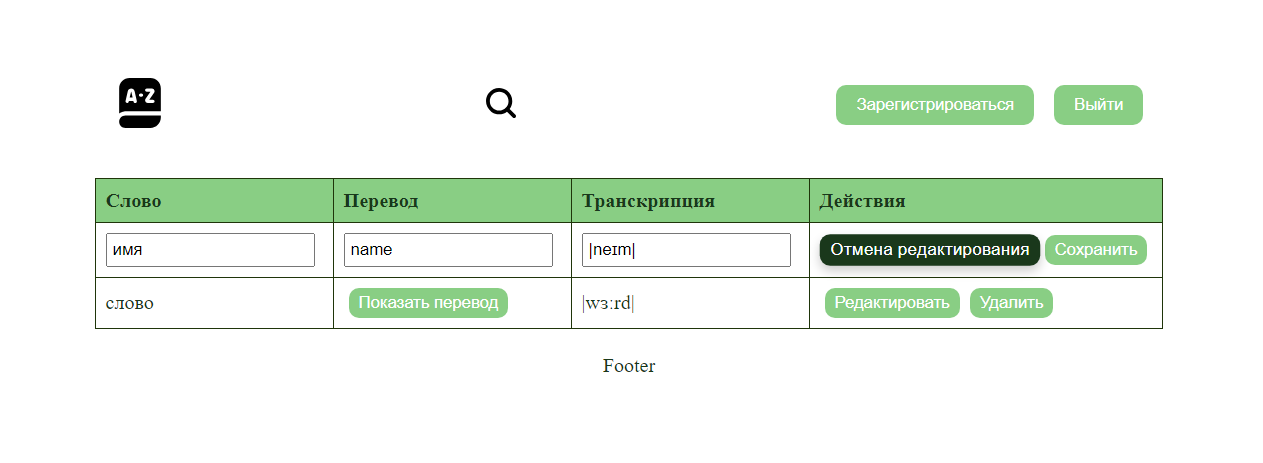 A·Z
Зарегистрироваться Выйти
Слово Перевод Транскрипция Действия
имя name |neɪm| Отмена редактирования Сохранить
слово Показать перевод |wɜːrd| Редактировать Удалить
Footer